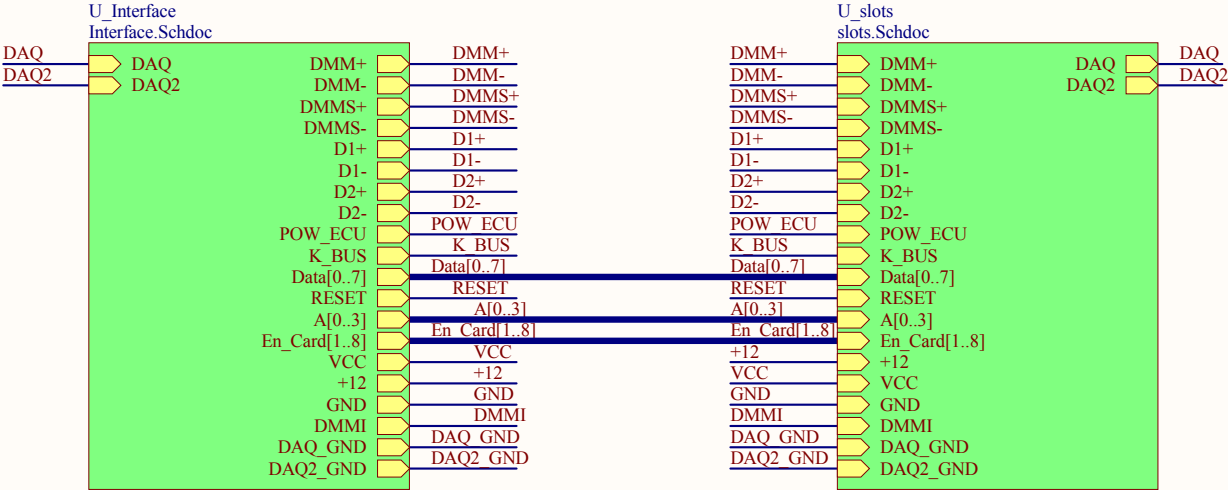 U_Interface
Interface.Schdoc
U_slots
slots.Schdoc
DAQ DAQ DMM+ DMM+ DMM+ DMM+ DAQ DAQ
DAQ2 DAQ2 DMM- DMM- DMM- DMM- DAQ2 DAQ2
DMMS+ DMMS+ DMMS+ DMMS+
DMMS- DMMS- DMMS- DMMS-
D1+ D1+ D1+ D1+
D1- D1- D1- D1-
D2+ D2+ D2+ D2+
D2- D2- D2- D2-
POW_ECU POW_ECU POW_ECU POW_ECU
K_BUS K_BUS K_BUS K_BUS
Data[0..7] Data[0..7] Data[0..7] Data[0..7]
RESET RESET RESET RESET
A[0..3] A[0..3] A[0..3] A[0..3]
En_Card[1..8] En_Card[1..8] En_Card[1..8] En_Card[1..8]
VCC VCC +12 +12
+12 +12 VCC VCC
GND GND GND GND
DMMI DMMI DMMI DMMI
DAQ_GND DAQ_GND DAQ_GND DAQ_GND
DAQ2_GND DAQ2_GND DAQ2_GND DAQ2_GND